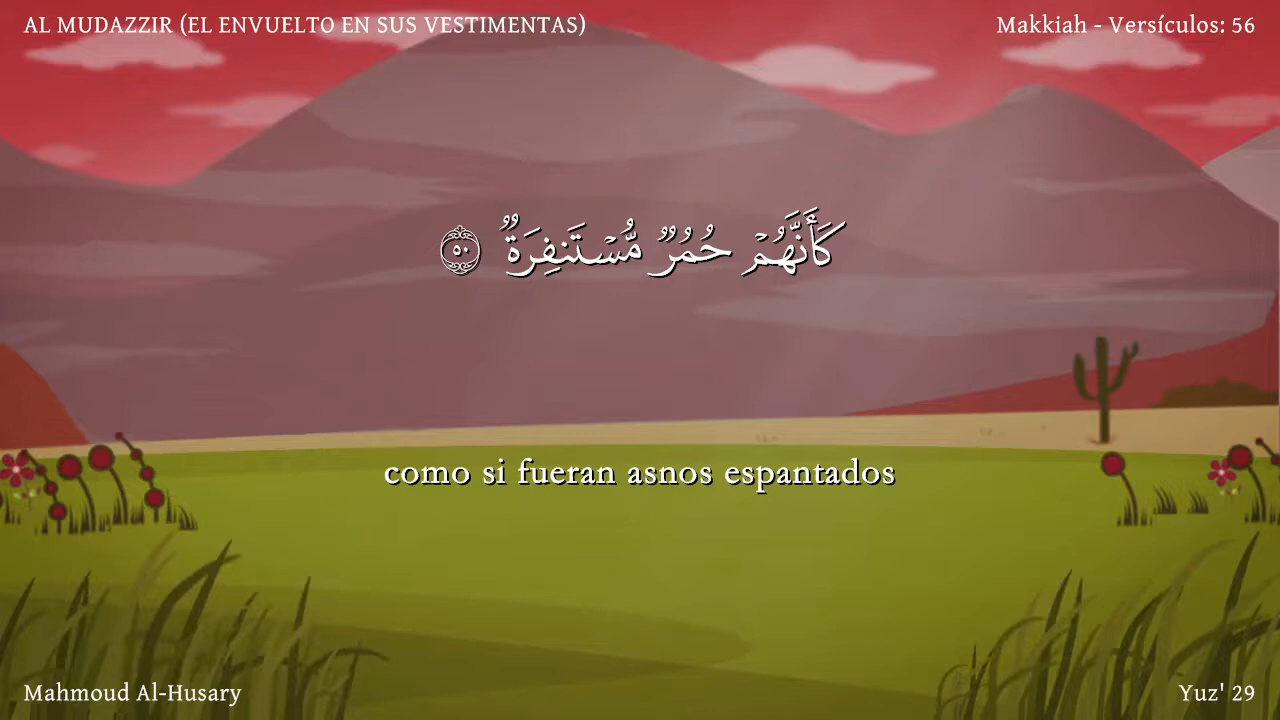 AL MUDAZZIR (EL ENVUELTO EN SUS VESTIMENTAS)
Makkiah - Versículos: 56
كَأَنَّهُمْ حُمُرٌ مُّسْتَنفِرَةٌ ٥٠
como si fueran asnos espantados
Mahmoud Al-Husary
Yuz' 29